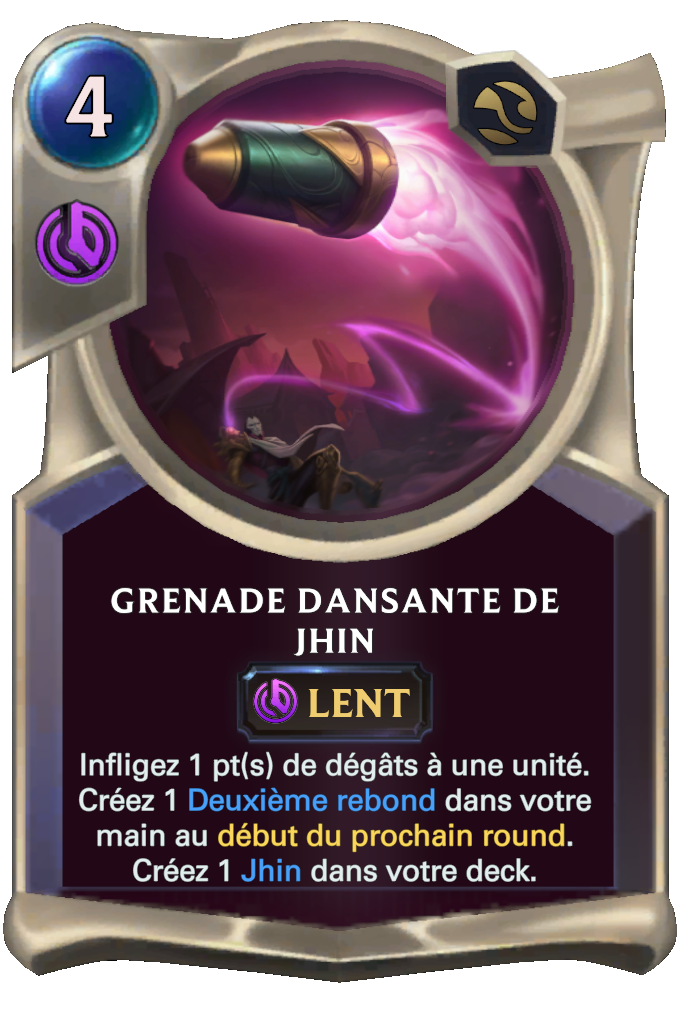 4
GRENADE DANSANTE DE
JHIN
LENT
Infligez 1 pt(s) de dégâts à une unité.
Créez 1 Deuxième rebond dans votre
main au début du prochain round.
Créez 1 Jhin dans votre deck.